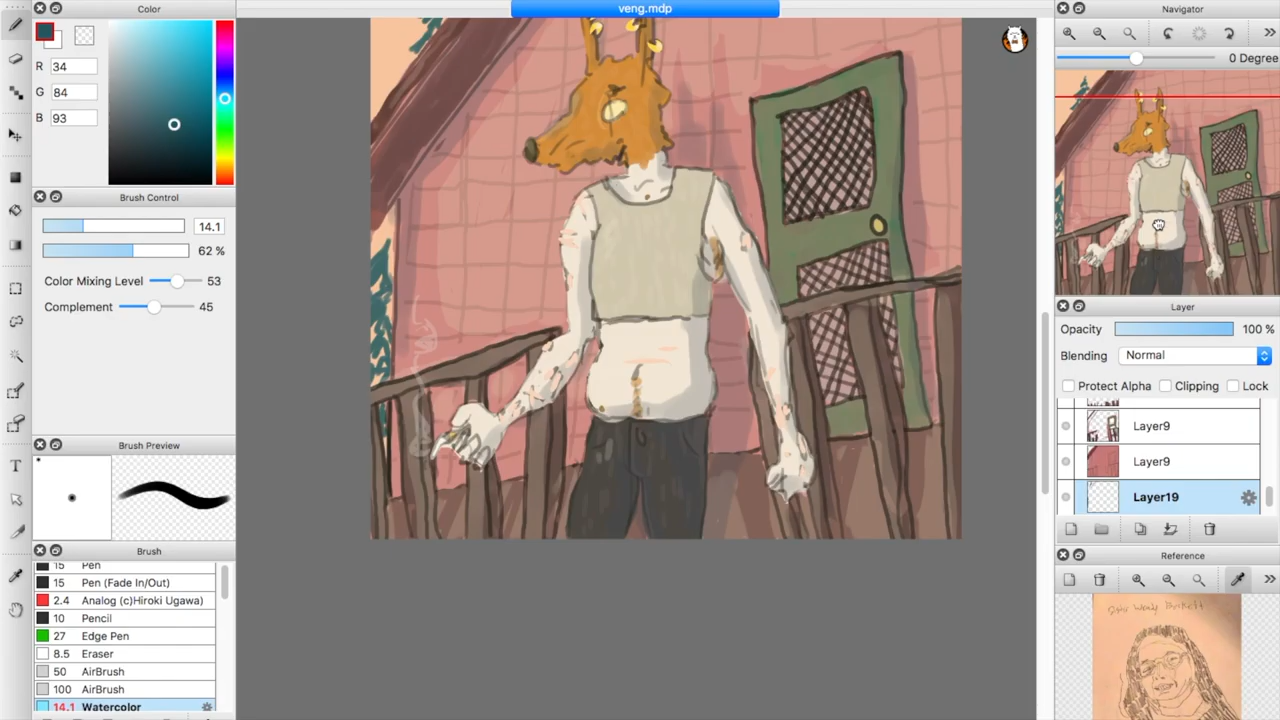 veng.mdp
Color
R 34
G 84
B 93
Brush Control
14.1
62 %
Color Mixing Level 53
Complement 45
Brush Preview
Brush
15 Pen
15 Pen (Fade In/Out)
2.4 Analog (c)Hiroki Ugawa)
10 Pencil
27 Edge Pen
8.5 Eraser
50 AirBrush
100 AirBrush
14.1 Watercolor
T
Navigator
0 Degree
Layer
Opacity 100 %
Blending Normal
Protect Alpha Clipping Lock
Layer9
Layer9
Layer19
Reference